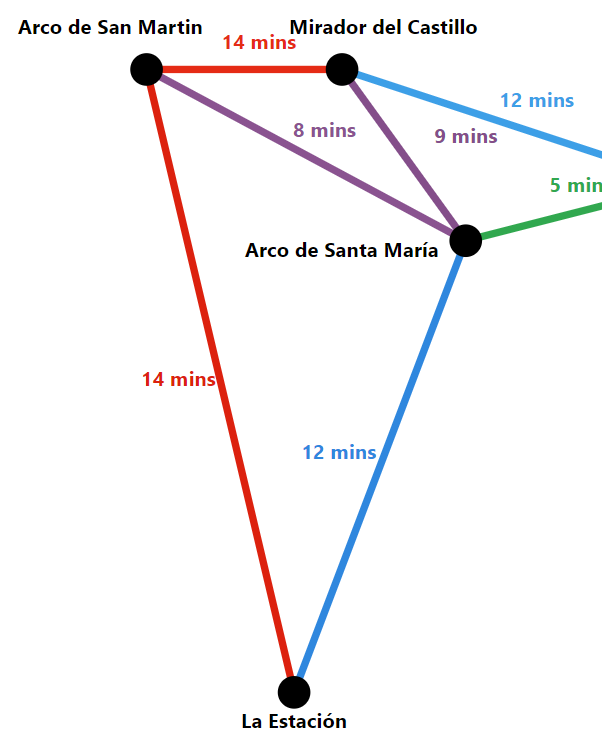 Arco de San Martin
Mirador del Castillo
14 mins
12 mins
8 mins
9 mins
5 min
Arco de Santa María
14 mins
12 mins
La Estación